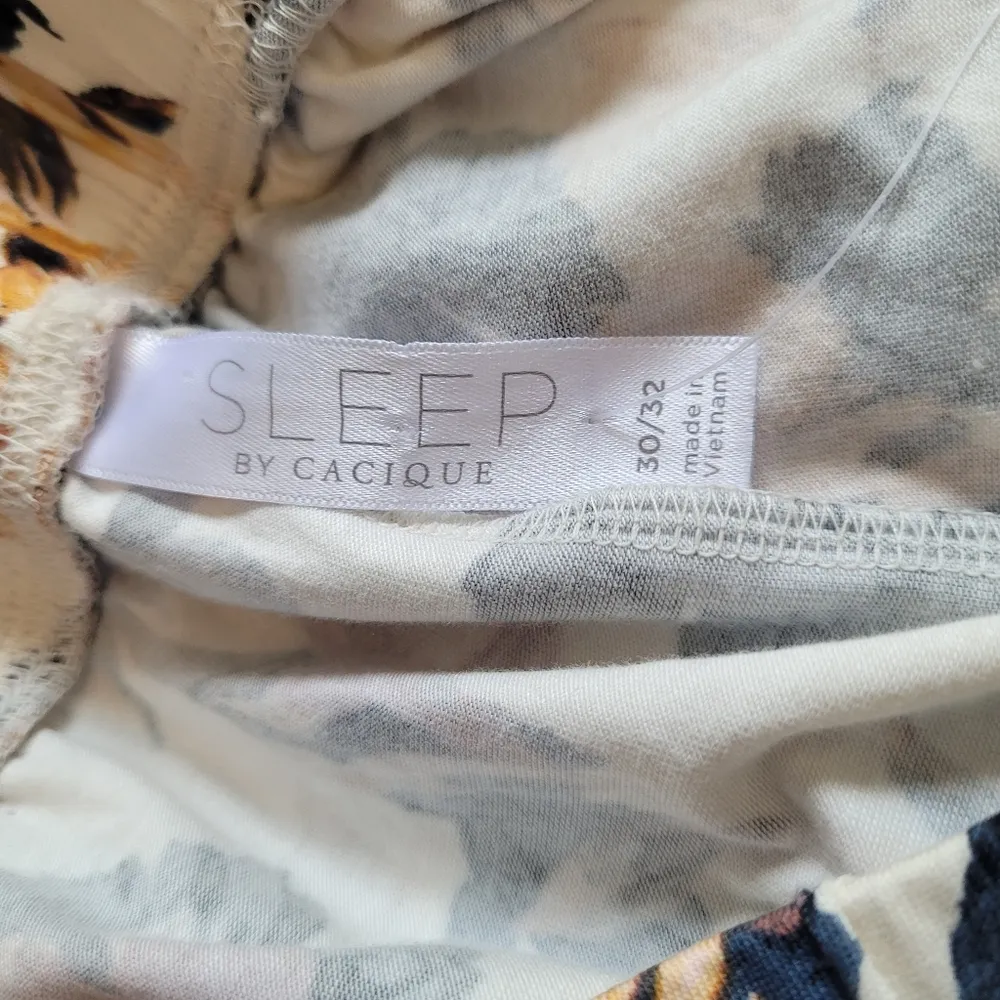 SLEEP
BY CACIQUE
30/32
made in
Vietnam